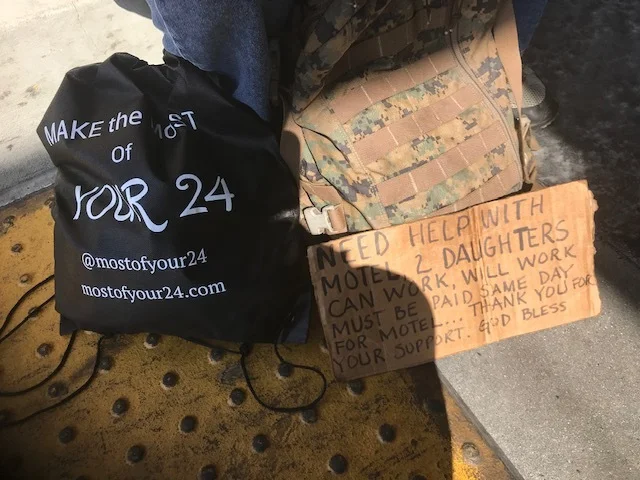 MAKE the MOST
OF
YOUR 24
@mostofyour24
mostofyour24.com
NEED HELP WITH
MOTEL 2 DAUGHTERS
CAN WORK, WILL WORK
MUST BE PAID SAME DAY
FOR MOTEL... THANK YOU FOR
YOUR SUPPORT. GOD BLESS